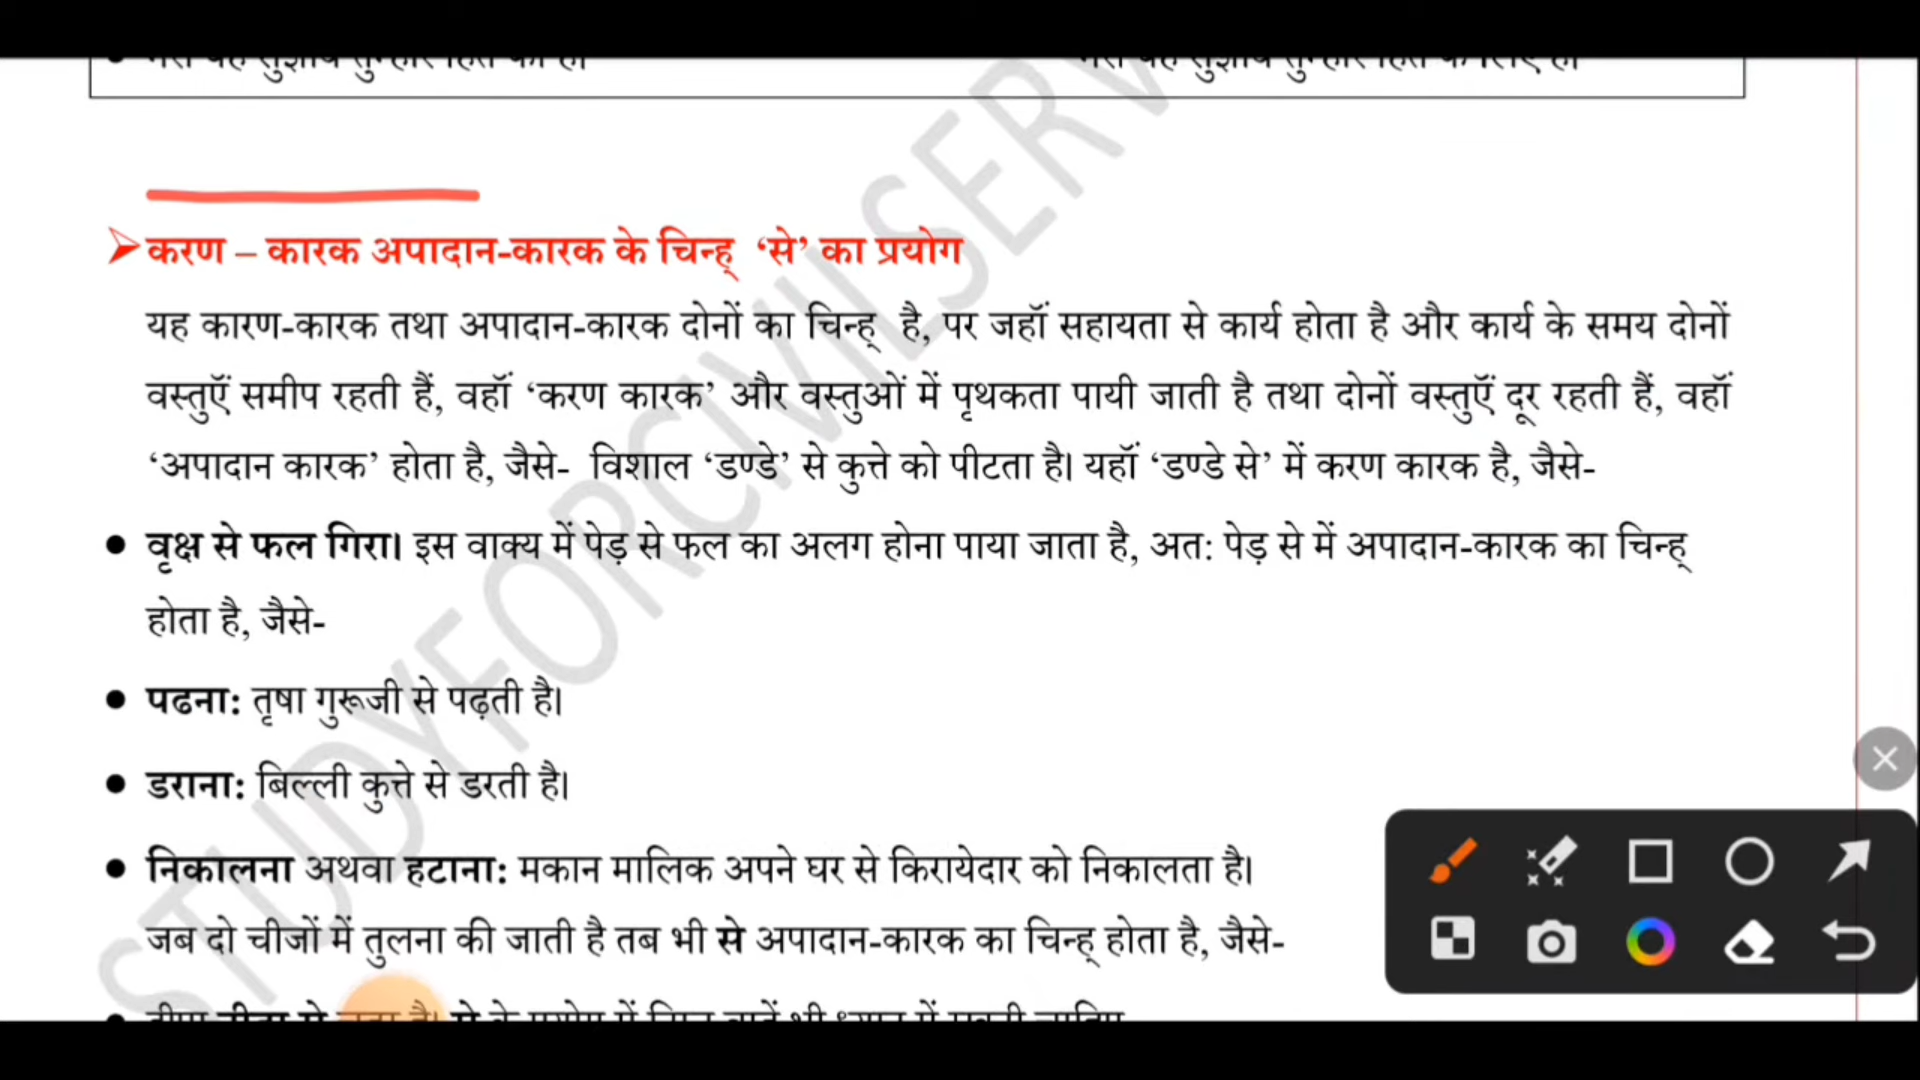 करण – कारक अपादान-कारक के चिन्ह् ‘से’ का प्रयोग
यह कारण-कारक तथा अपादान-कारक दोनों का चिन्ह् है, पर जहॉं सहायता से कार्य होता है और कार्य के समय दोनों
वस्तुऍं समीप रहती हैं, वहॉं ‘करण कारक’ और वस्तुओं में पृथकता पायी जाती है तथा दोनों वस्तुऍं दूर रहती हैं, वहॉं
‘अपादान कारक’ होता है, जैसे- विशाल ‘डण्डे’ से कुत्ते को पीटता है। यहॉं ‘डण्डे से’ में करण कारक है, जैसे-
● वृक्ष से फल गिरा। इस वाक्य में पेड़ से फल का अलग होना पाया जाता है, अत: पेड़ से में अपादान-कारक का चिन्ह्
होता है, जैसे-
● पढना: तृषा गुरूजी से पढ़ती है।
● डराना: बिल्ली कुत्ते से डरती है।
● निकालना अथवा हटाना: मकान मालिक अपने घर से किरायेदार को निकालता है।
जब दो चीजों में तुलना की जाती है तब भी से अपादान-कारक का चिन्ह् होता है, जैसे-
STUDYFORCIVILSERV